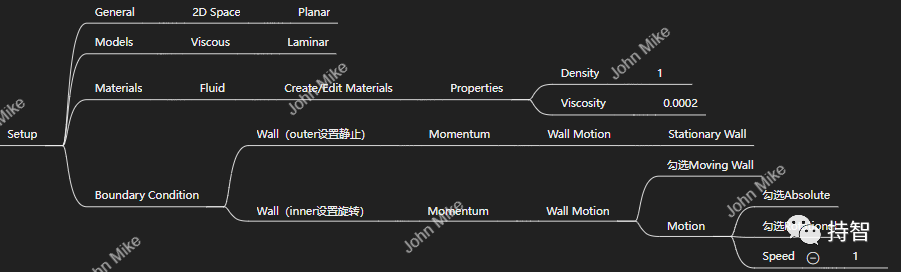 General 2D Space Planar
Models Viscous Laminar
Materials Fluid Create/Edit Materials Properties
Density 1
Viscosity 0.0002
Setup
Wall（outer设置静止） Momentum Wall Motion Stationary Wall
Boundary Condition
Wall（inner设置旋转） Momentum Wall Motion
勾选Moving Wall
Motion
勾选Absolute
勾选
Speed 1
持智
John Mike
John Mike
John Mike
John Mike
John Mike
Mike